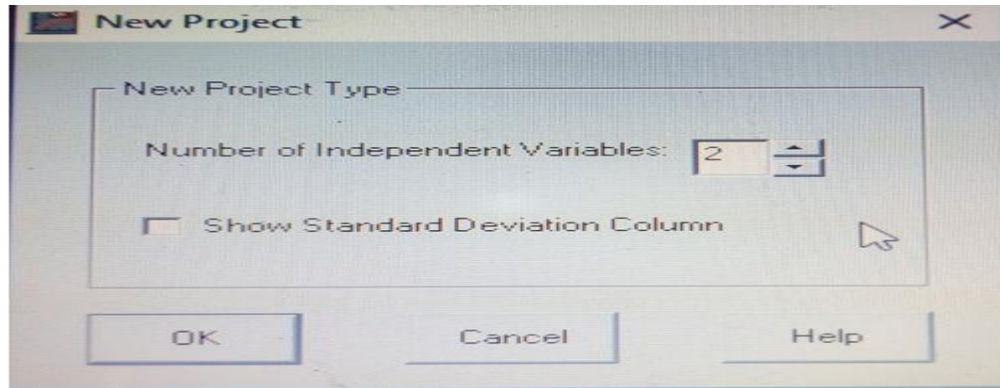 New Project
New Project Type
Number of Independent Variables: 2
Show Standard Deviation Column
OK Cancel Help